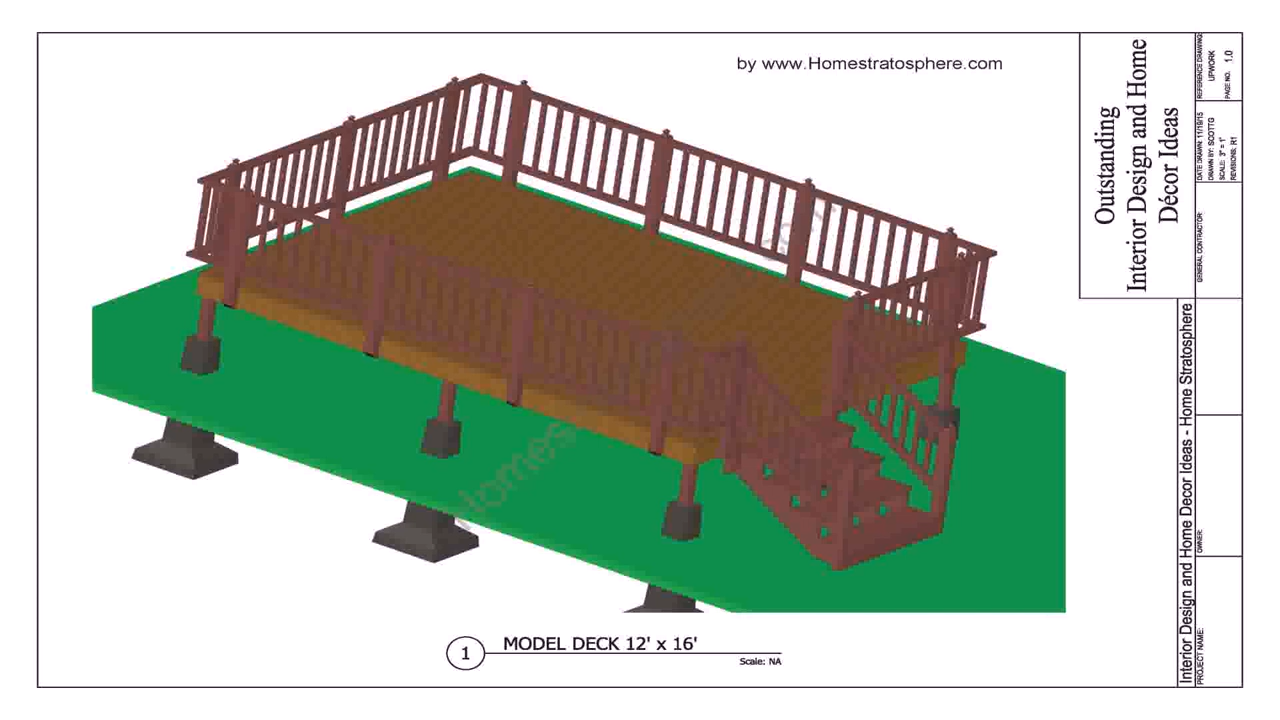 by www.Homestratosphere.com
Homes
1
MODEL DECK 12' x 16'
Scale: NA
Outstanding
Interior Design and Home
Décor Ideas
Interior Design and Home Decor Ideas - Home Stratosphere
REFERENCE DRAWING:
UPWORK
PAGE NO. 1.0
DATE DRAWN: 11/19/15
DRAWN BY: SCOTTG
SCALE: 3" = 1'
REVISIONS: R1
GENERAL CONTRACTOR:
OWNER:
PROJECT NAME: